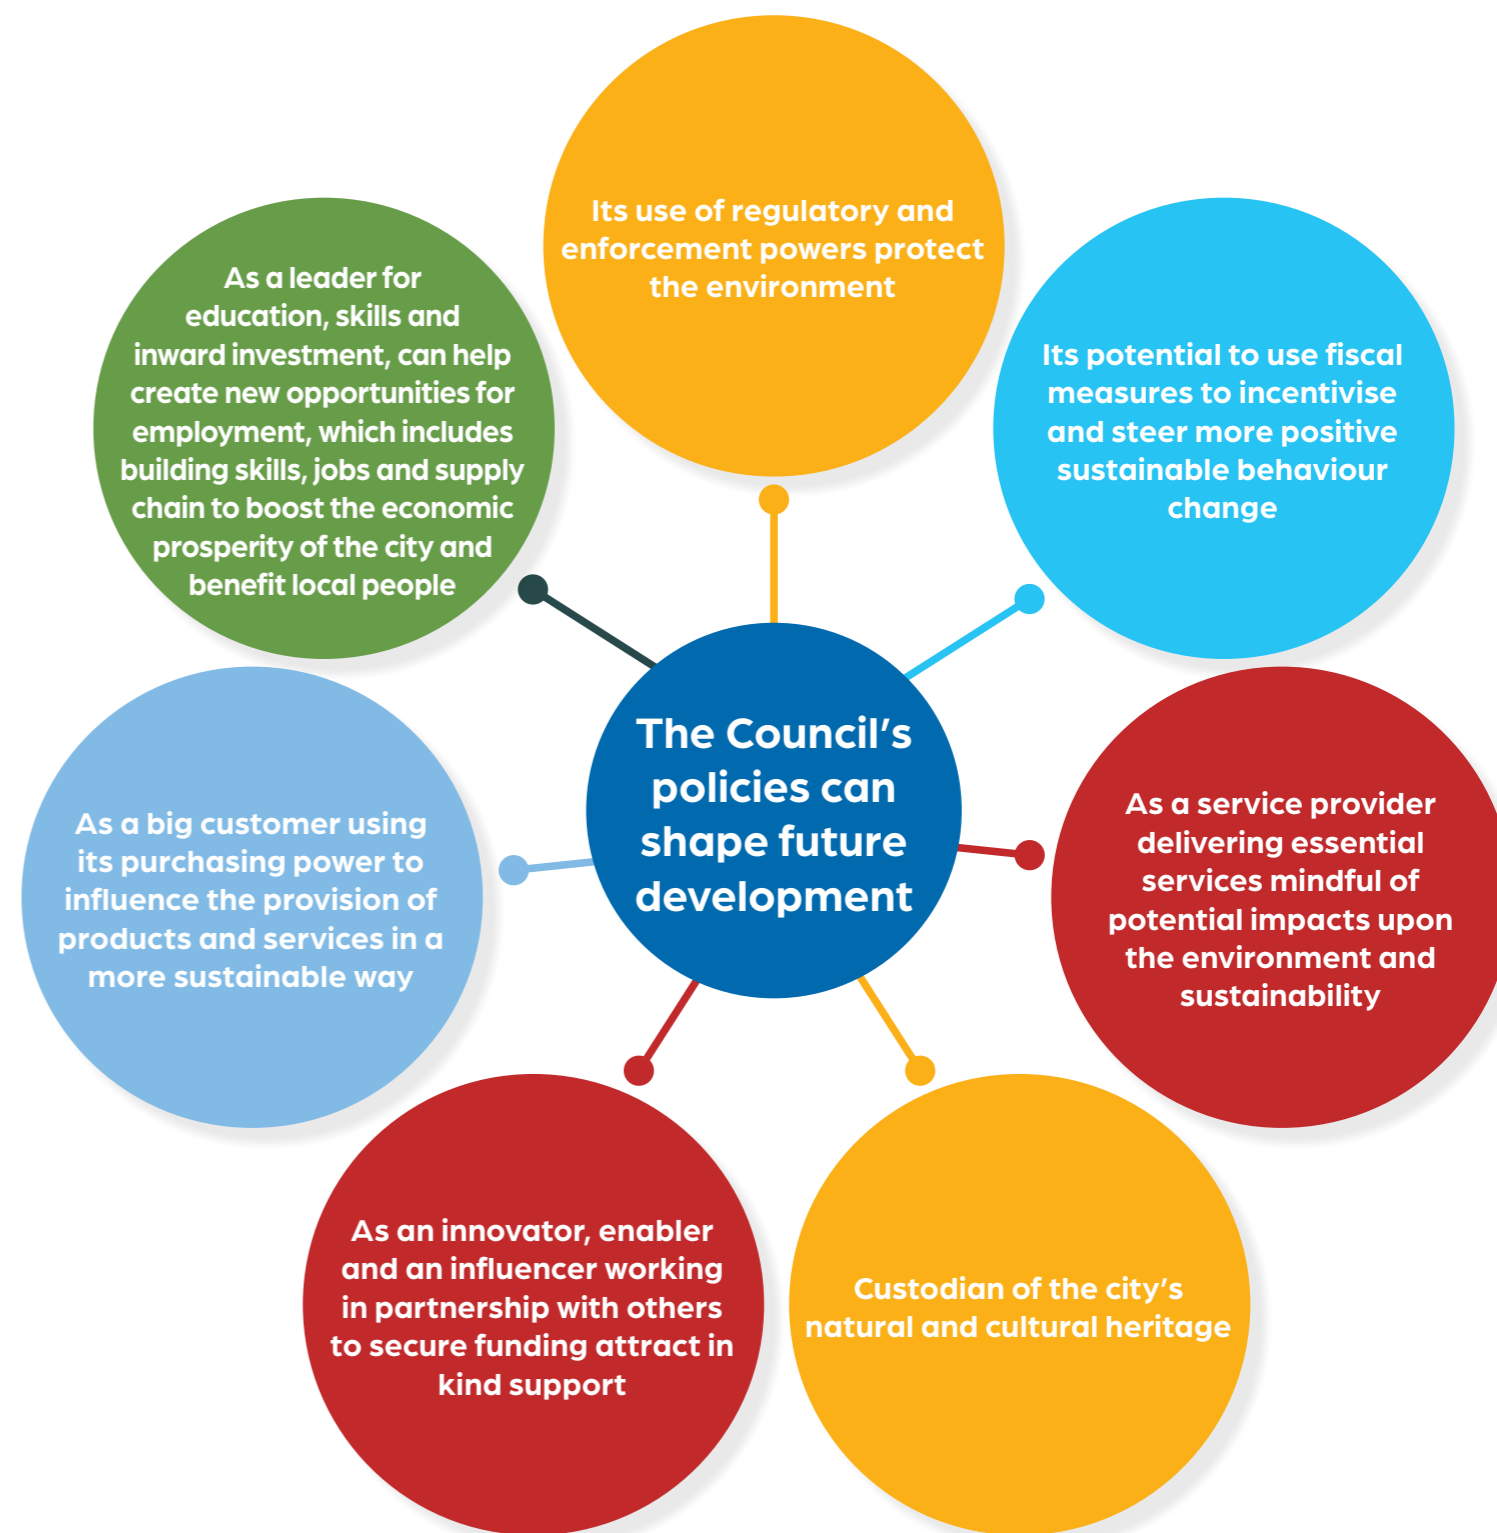 Its use of regulatory and
enforcement powers protect
the environment
Its potential to use fiscal
measures to incentivise
and steer more positive
sustainable behaviour
change
As a service provider
delivering essential
services mindful of
potential impacts upon
the environment and
sustainability
Custodian of the city's
natural and cultural heritage
As an innovator, enabler
and an influencer working
in partnership with others
to secure funding attract in
kind support
As a big customer using
its purchasing power to
influence the provision of
products and services in a
more sustainable way
As a leader for
education, skills and
inward investment, can help
create new opportunities for
employment, which includes
building skills, jobs and supply
chain to boost the economic
prosperity of the city and
benefit local people
The Council's
policies can
shape future
development